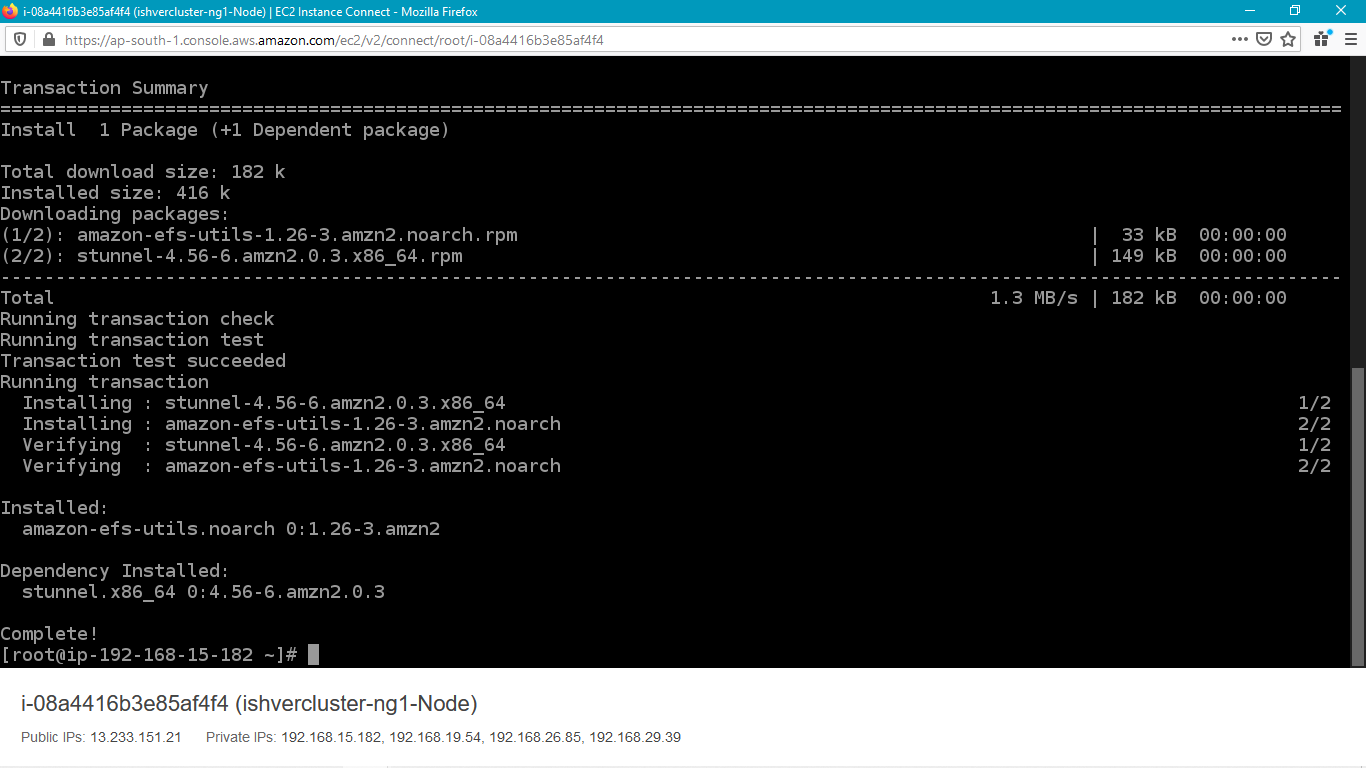 i-08a4416b3e85af4f4 (ishvercluster-ng1-Node) | EC2 Instance Connect - Mozilla Firefox
https://ap-south-1.console.aws.amazon.com/ec2/v2/connect/root/i-08a4416b3e85af4f4
Transaction Summary
================================================================================================================================
Install  1 Package (+1 Dependent package)
Total download size: 182 k
Installed size: 416 k
Downloading packages:
(1/2): amazon-efs-utils-1.26-3.amzn2.noarch.rpm | 33 kB 00:00:00
(2/2): stunnel-4.56-6.amzn2.0.3.x86_64.rpm | 149 kB 00:00:00
--------------------------------------------------------------------------------------------------------------------------------
Total 1.3 MB/s | 182 kB 00:00:00
Running transaction check
Running transaction test
Transaction test succeeded
Running transaction
  Installing : stunnel-4.56-6.amzn2.0.3.x86_64 1/2
  Installing : amazon-efs-utils-1.26-3.amzn2.noarch 2/2
  Verifying  : stunnel-4.56-6.amzn2.0.3.x86_64 1/2
  Verifying  : amazon-efs-utils-1.26-3.amzn2.noarch 2/2
Installed:
  amazon-efs-utils.noarch 0:1.26-3.amzn2
Dependency Installed:
  stunnel.x86_64 0:4.56-6.amzn2.0.3
Complete!
[root@ip-192-168-15-182 ~]#
i-08a4416b3e85af4f4 (ishvercluster-ng1-Node)
Public IPs: 13.233.151.21 Private IPs: 192.168.15.182, 192.168.19.54, 192.168.26.85, 192.168.29.39